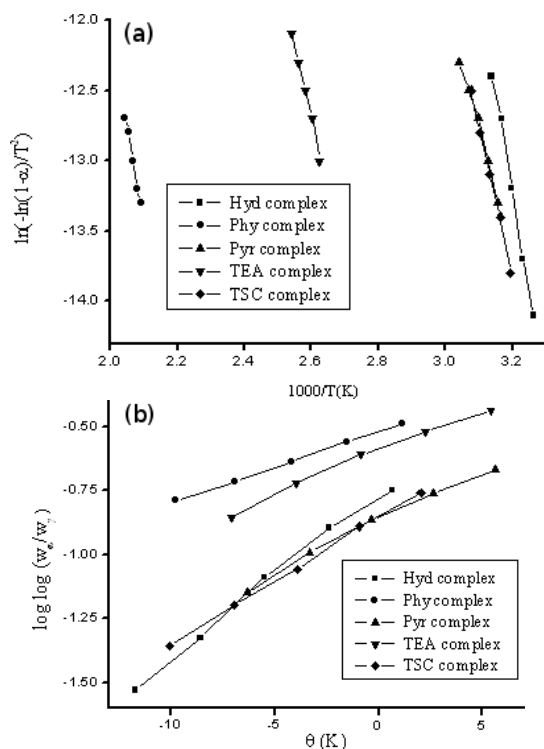 (a)
ln(-ln(1-α)/T²)
-12.0
-12.5
-13.0
-13.5
-14.0
Hyd complex
Phy complex
Pyr complex
TEA complex
TSC complex
2.0 2.2 2.4 2.6 2.8 3.0 3.2
1000/T(K)
(b)
log log (wₐ/wᵧ)
-0.50
-0.75
-1.00
-1.25
-1.50
Hyd complex
Phy complex
Pyr complex
TEA complex
TSC complex
-10 -5 0 5
θ (K)